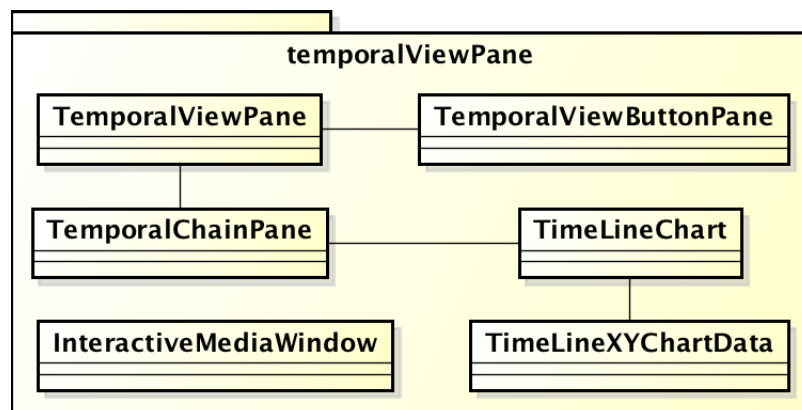 temporalViewPane
TemporalViewPane
TemporalViewButtonPane
TemporalChainPane
TimeLineChart
InteractiveMediaWindow
TimeLineXYChartData